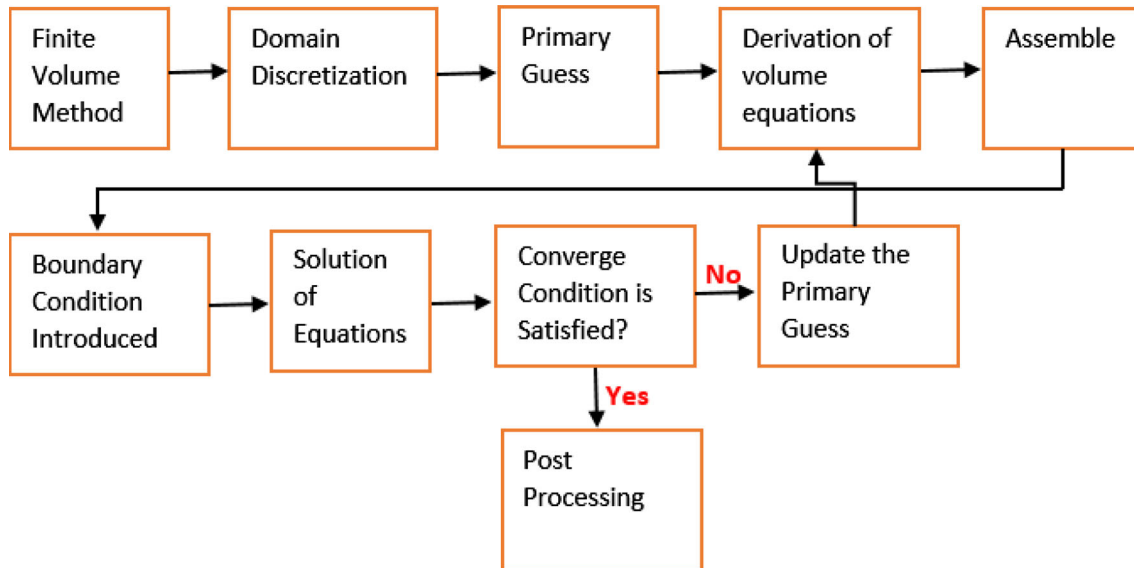 Finite
Volume
Method
Domain
Discretization
Primary
Guess
Derivation of
volume
equations
Assemble
Boundary
Condition
Introduced
Solution
of
Equations
Converge
Condition is
Satisfied?
No
Update the
Primary
Guess
Yes
Post
Processing